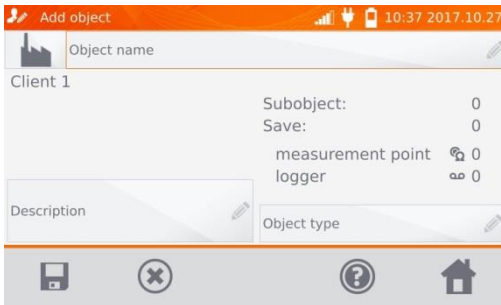 Add object 10:37 2017.10.27
Object name
Client 1
Subobject: 0
Save: 0
measurement point 0
logger 0
Description
Object type